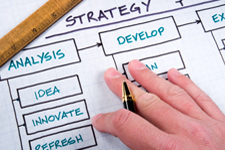 STRATEGY
ANALYSIS
DEVELOP
IDEA
INNOVATE
REFRESH